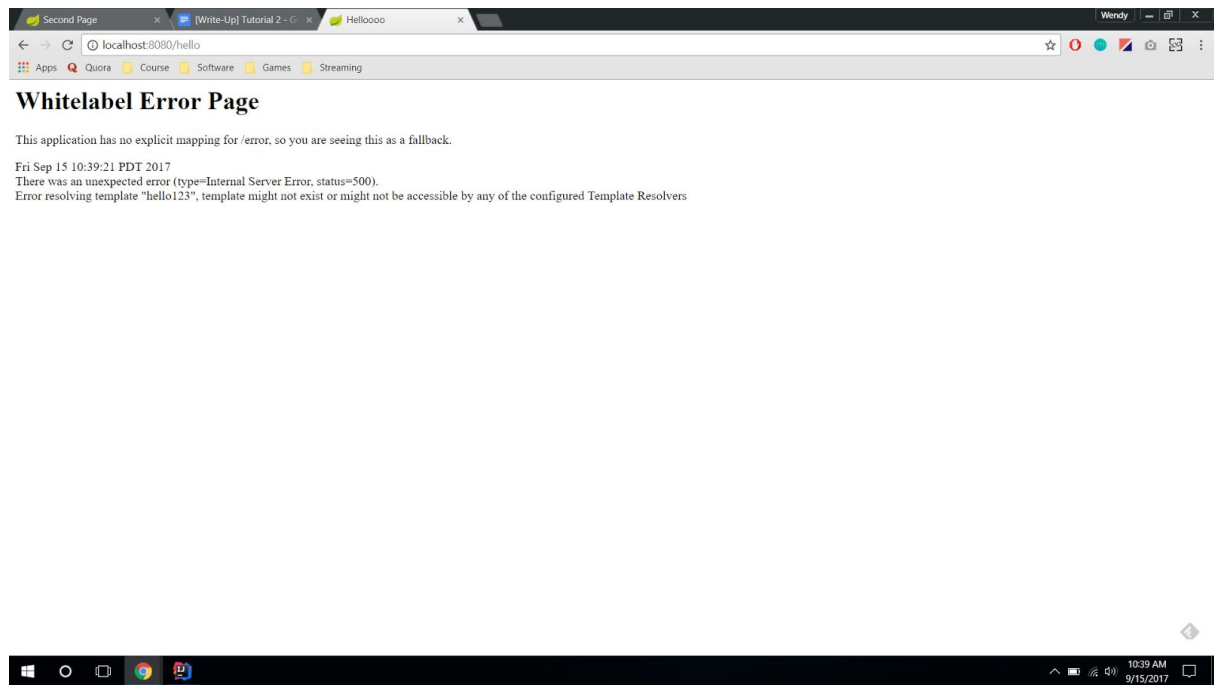 Second Page
[Write-Up] Tutorial 2 - G
Helloooo
Wendy
localhost:8080/hello
Apps Quora Course Software Games Streaming
Whitelabel Error Page
This application has no explicit mapping for /error, so you are seeing this as a fallback.
Fri Sep 15 10:39:21 PDT 2017
There was an unexpected error (type=Internal Server Error, status=500).
Error resolving template "hello123", template might not exist or might not be accessible by any of the configured Template Resolvers
10:39 AM
9/15/2017